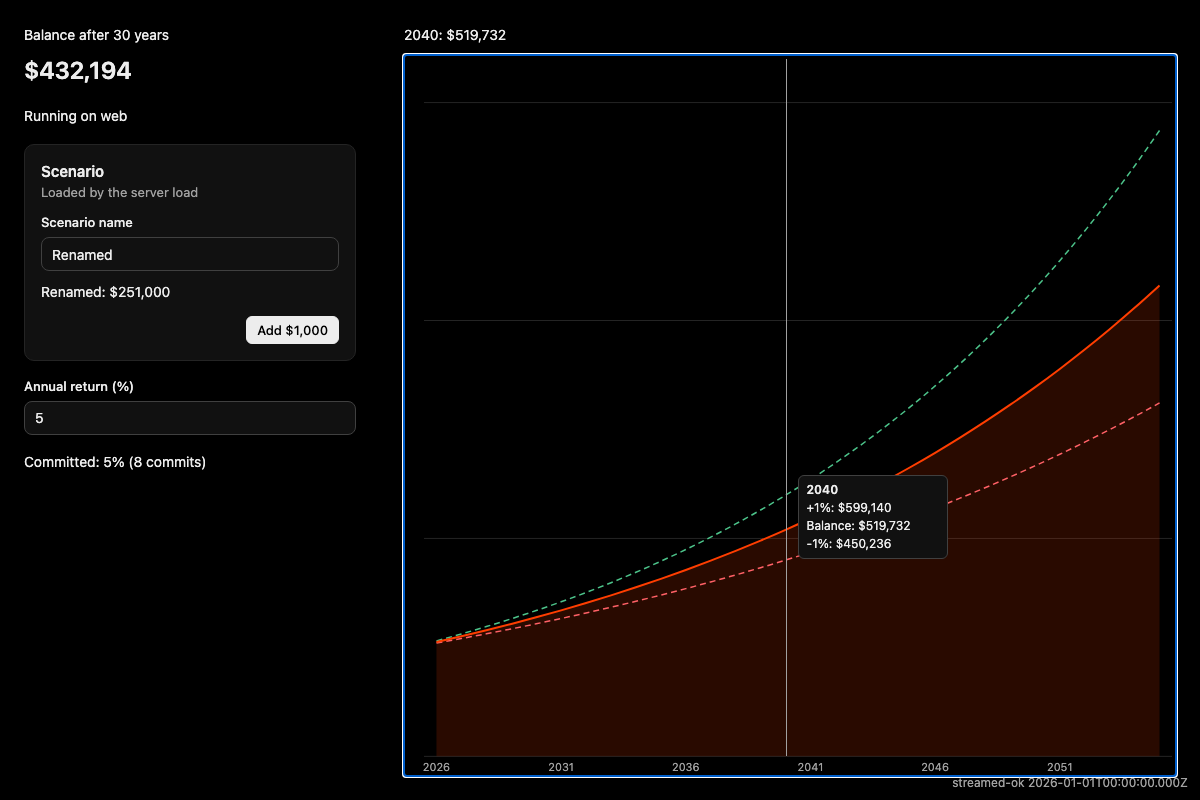 Balance after 30 years
$432,194
Running on web
Scenario
Loaded by the server load
Scenario name
Renamed
Renamed: $251,000
Add $1,000
Annual return (%)
5
Committed: 5% (8 commits)
2040: $519,732
2040
+1%: $599,140
Balance: $519,732
-1%: $450,236
2026 2031 2036 2041 2046 2051
streamed-ok 2026-01-01T00:00:00.000Z